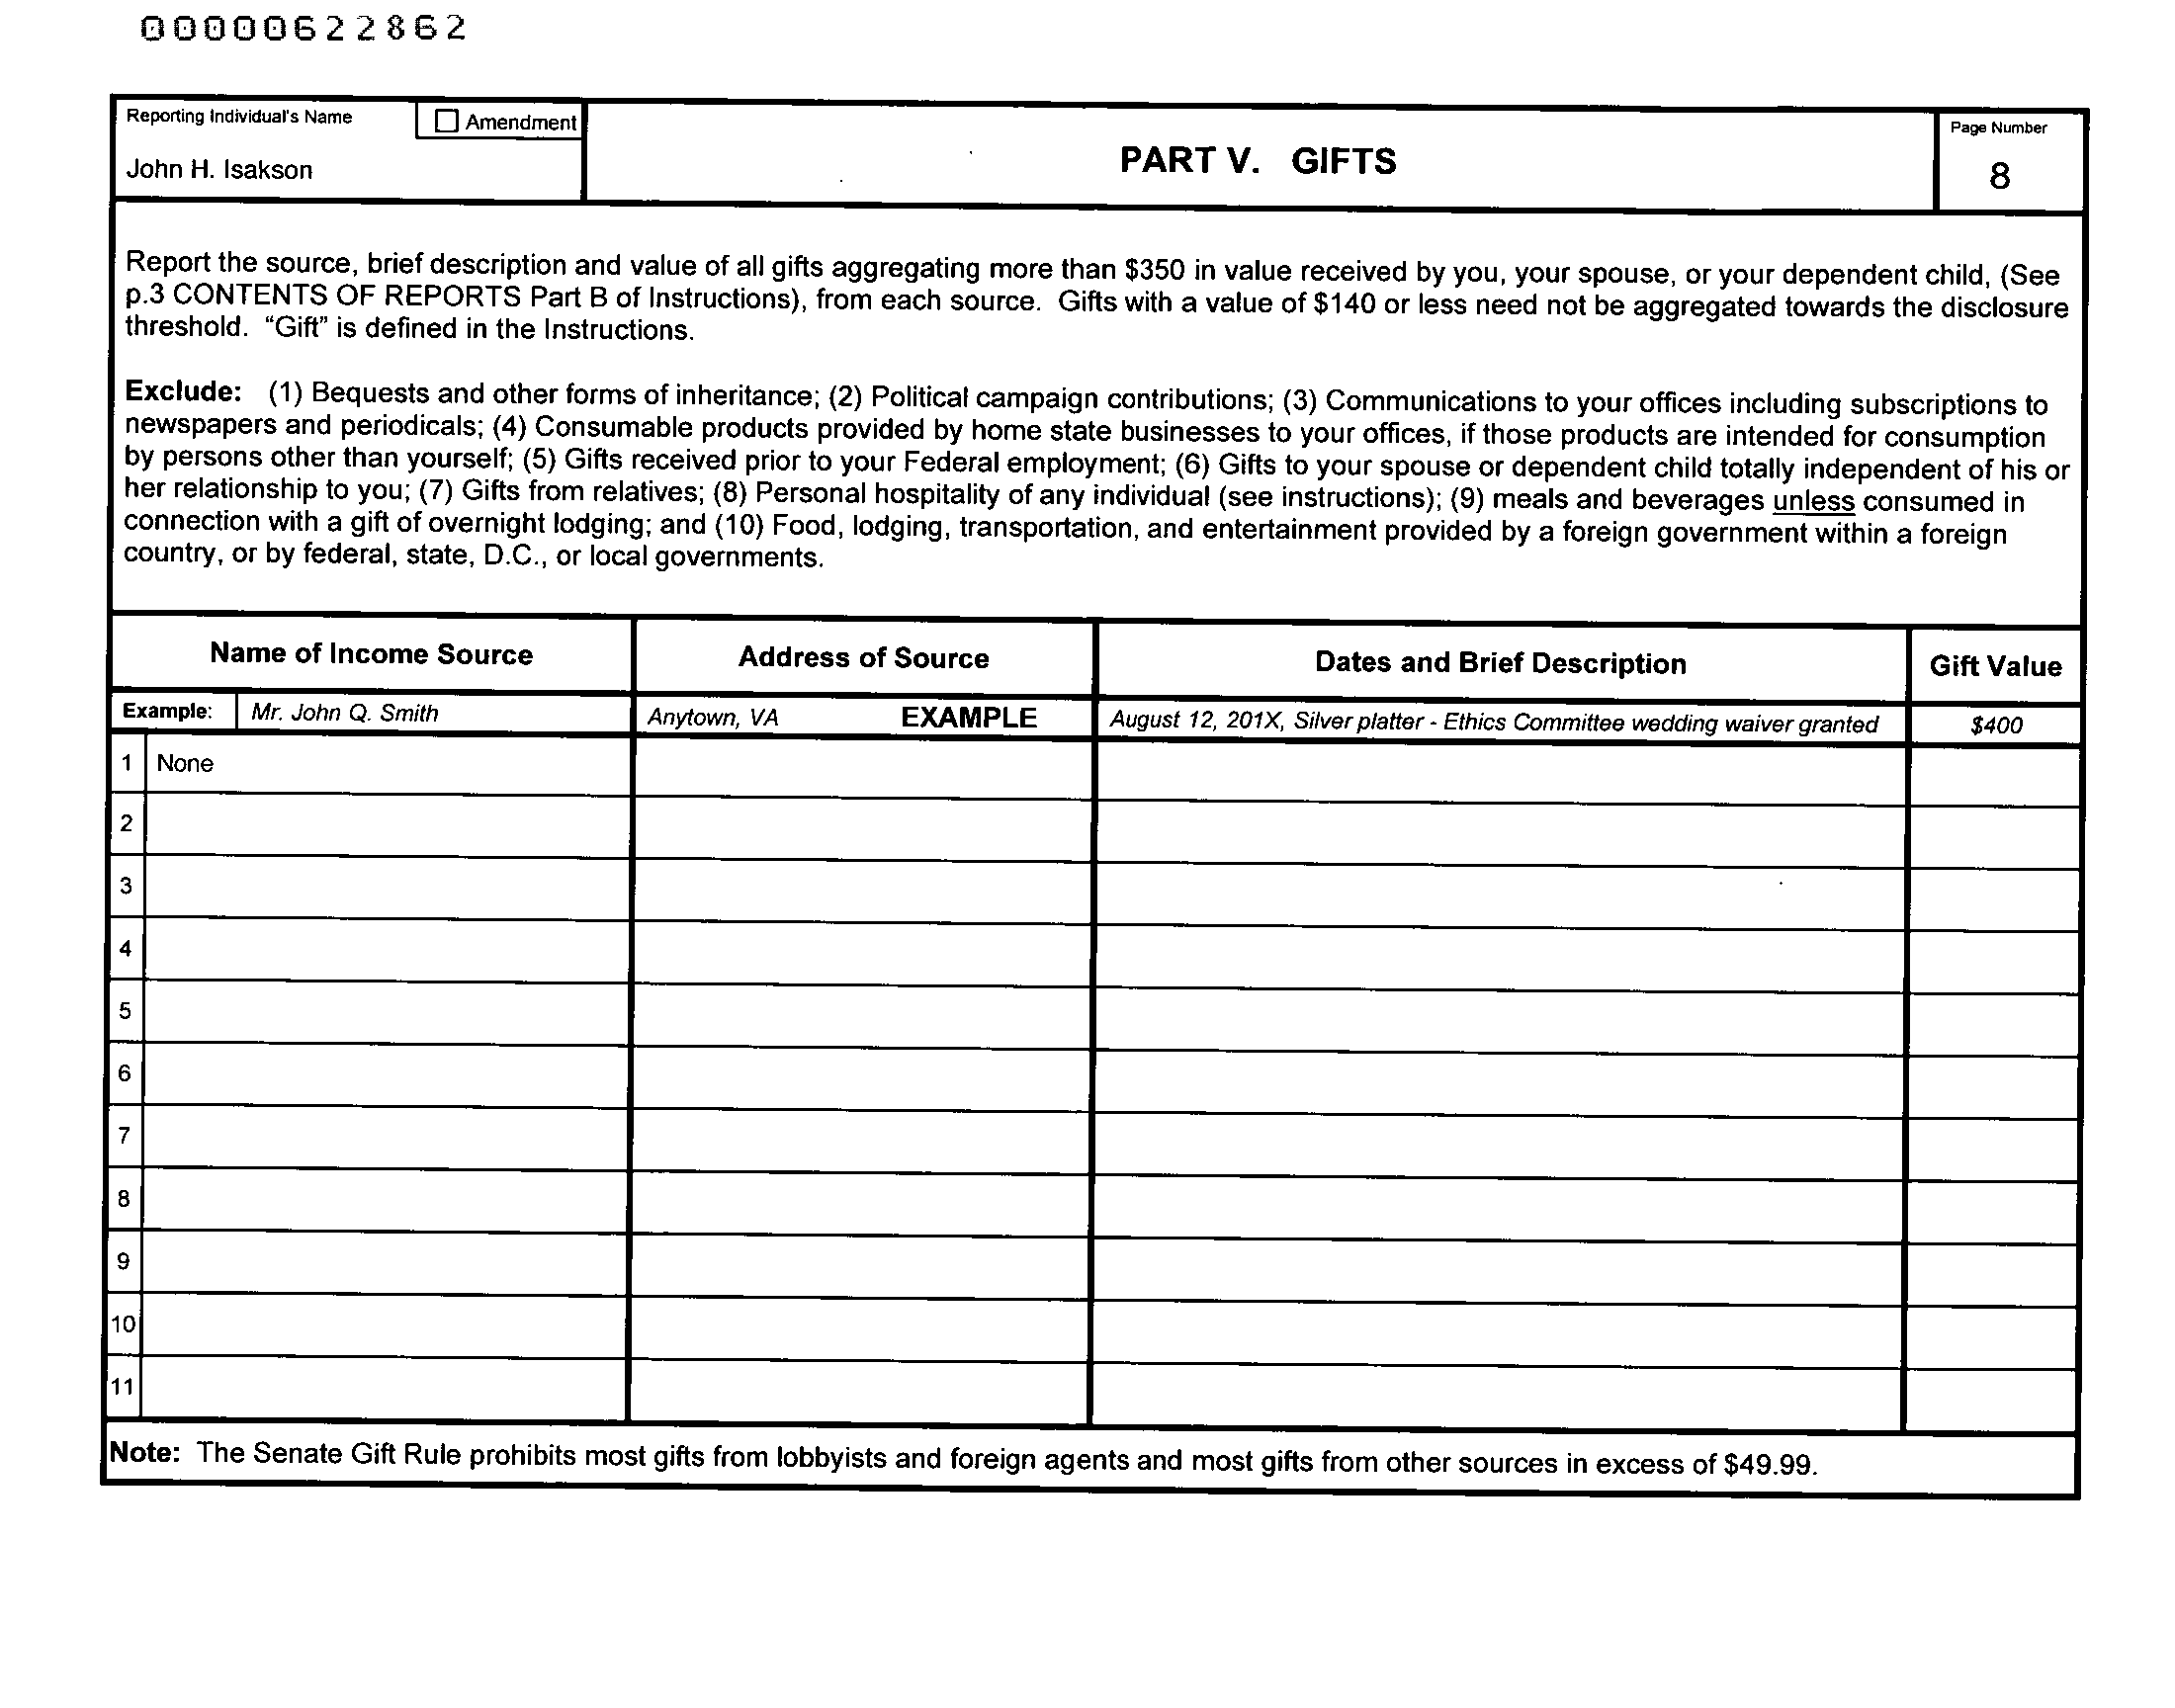 00000622862
Reporting Individual's Name
☐ Amendment
John H. Isakson
PART V. GIFTS
Page Number
8
Report the source, brief description and value of all gifts aggregating more than $350 in value received by you, your spouse, or your dependent child, (See
p.3 CONTENTS OF REPORTS Part B of Instructions), from each source. Gifts with a value of $140 or less need not be aggregated towards the disclosure
threshold. “Gift” is defined in the Instructions.
Exclude: (1) Bequests and other forms of inheritance; (2) Political campaign contributions; (3) Communications to your offices including subscriptions to
newspapers and periodicals; (4) Consumable products provided by home state businesses to your offices, if those products are intended for consumption
by persons other than yourself; (5) Gifts received prior to your Federal employment; (6) Gifts to your spouse or dependent child totally independent of his or
her relationship to you; (7) Gifts from relatives; (8) Personal hospitality of any individual (see instructions); (9) meals and beverages unless consumed in
connection with a gift of overnight lodging; and (10) Food, lodging, transportation, and entertainment provided by a foreign government within a foreign
country, or by federal, state, D.C., or local governments.
Name of Income Source Address of Source Dates and Brief Description Gift Value
Example: Mr. John Q. Smith Anytown, VA EXAMPLE August 12, 201X, Silver platter - Ethics Committee wedding waiver granted $400
1 None
2
3
4
5
6
7
8
9
10
11
Note: The Senate Gift Rule prohibits most gifts from lobbyists and foreign agents and most gifts from other sources in excess of $49.99.